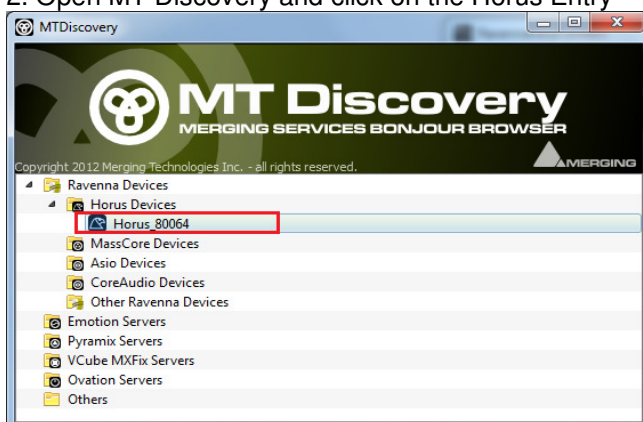 2. Open MT Discovery and click on the Horus Entry
MTDiscovery
MT Discovery
MERGING SERVICES BONJOUR BROWSER
Copyright 2012 Merging Technologies Inc. - all rights reserved.
MERGING
Ravenna Devices
Horus Devices
Horus_80064
MassCore Devices
Asio Devices
CoreAudio Devices
Other Ravenna Devices
Emotion Servers
Pyramix Servers
VCube MXFix Servers
Ovation Servers
Others